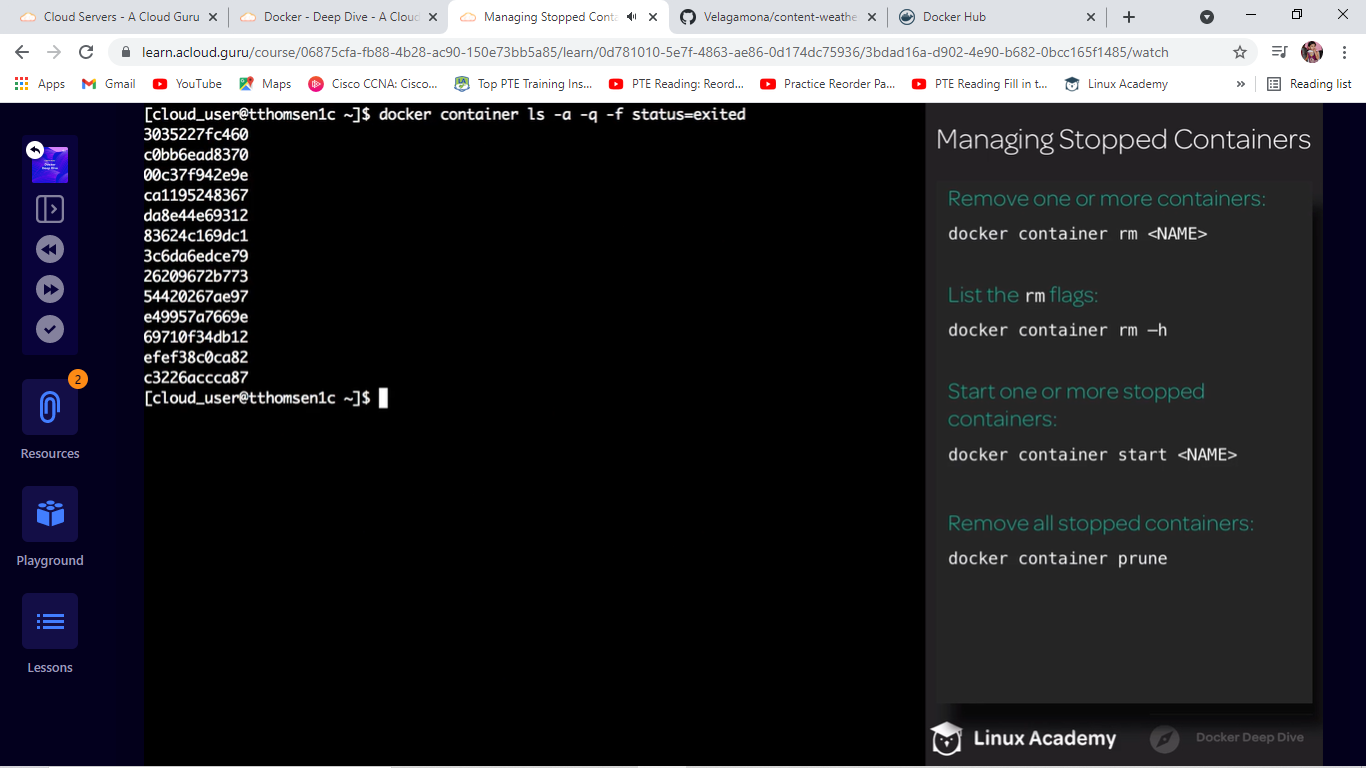 Cloud Servers - A Cloud Guru
Docker - Deep Dive - A Cloud
Managing Stopped Conta
Velagamona/content-weathe
Docker Hub
learn.acloud.guru/course/06875cfa-fb88-4b28-ac90-150e73bb5a85/learn/0d781010-5e7f-4863-ae86-0d174dc75936/3bdad16a-d902-4e90-b682-0bcc165f1485/watch
Apps
Gmail
YouTube
Maps
Cisco CCNA: Cisco...
Top PTE Training Ins...
PTE Reading: Reord...
Practice Reorder Pa...
PTE Reading Fill in t...
Linux Academy
»
Reading list
Docker
Deep Dive
2
Resources
Playground
Lessons
[cloud_user@tthomsen1c ~]$ docker container ls -a -q -f status=exited
3035227fc460
c0bb6ead8370
00c37f942e9e
ca1195248367
da8e44e69312
83624c169dc1
3c6da6edce79
26209672b773
54420267ae97
e49957a7669e
69710f34db12
efef38c0ca82
c3226accca87
[cloud_user@tthomsen1c ~]$
Managing Stopped Containers
Remove one or more containers:
docker container rm <NAME>
List the rm flags:
docker container rm –h
Start one or more stopped
containers:
docker container start <NAME>
Remove all stopped containers:
docker container prune
Linux Academy
Docker Deep Dive